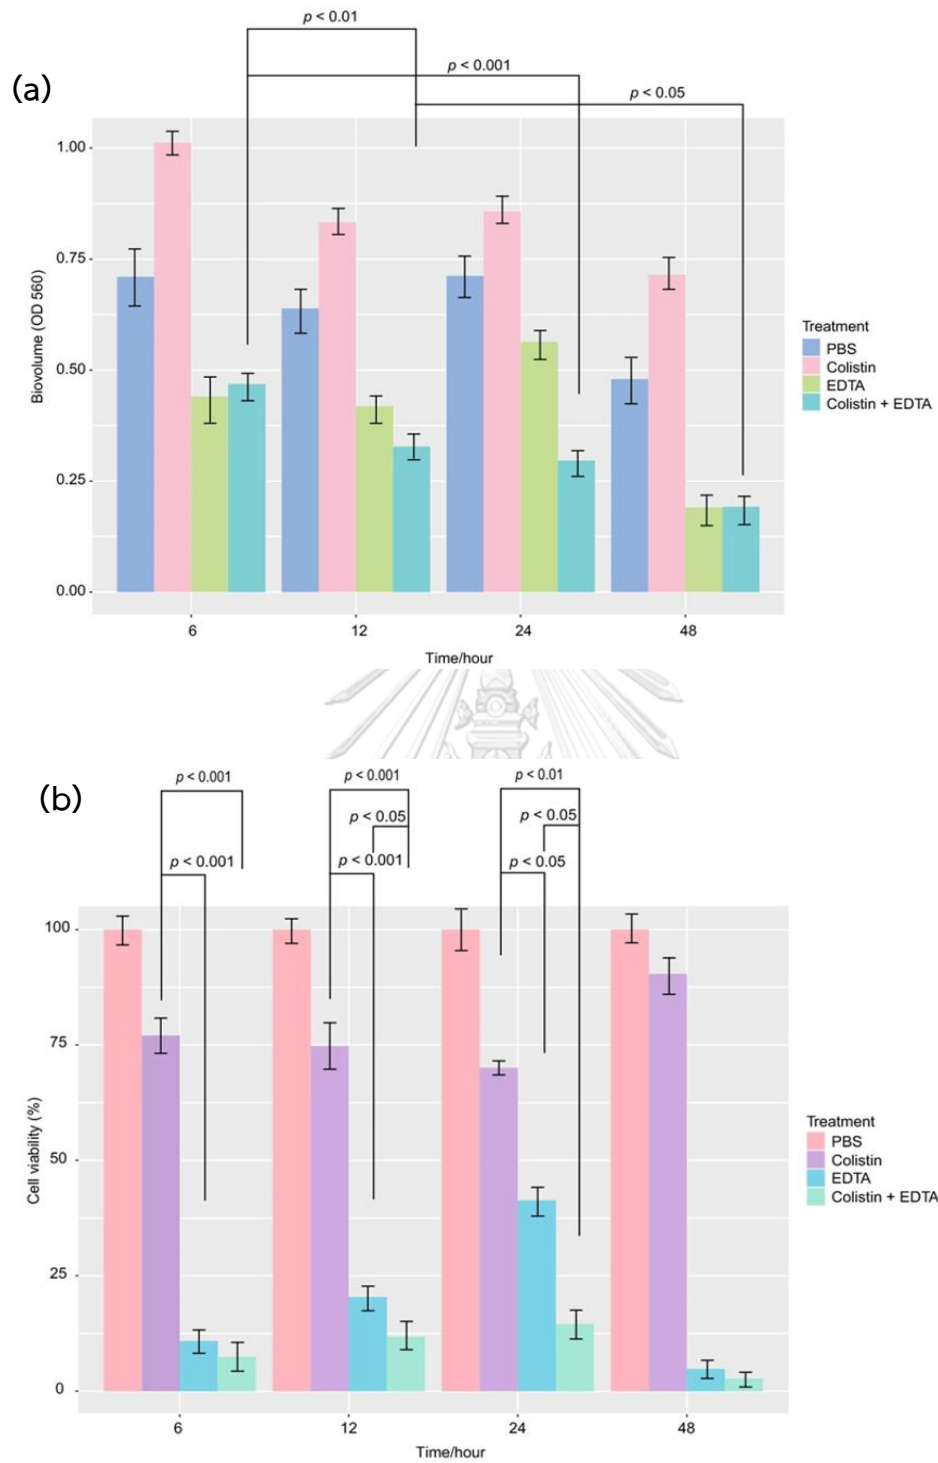 p < 0.01
(a)
p < 0.001
p < 0.05
1.00
0.75
0.50
0.25
0.00
Biovolume (OD 560)
6 12 24 48
Time/hour
Treatment
PBS
Colistin
EDTA
Colistin + EDTA
(b)
p < 0.001 p < 0.001 p < 0.01
p < 0.05 p < 0.05
p < 0.001 p < 0.001 p < 0.05
100
75
50
25
0
Cell viability (%)
6 12 24 48
Time/hour
Treatment
PBS
Colistin
EDTA
Colistin + EDTA